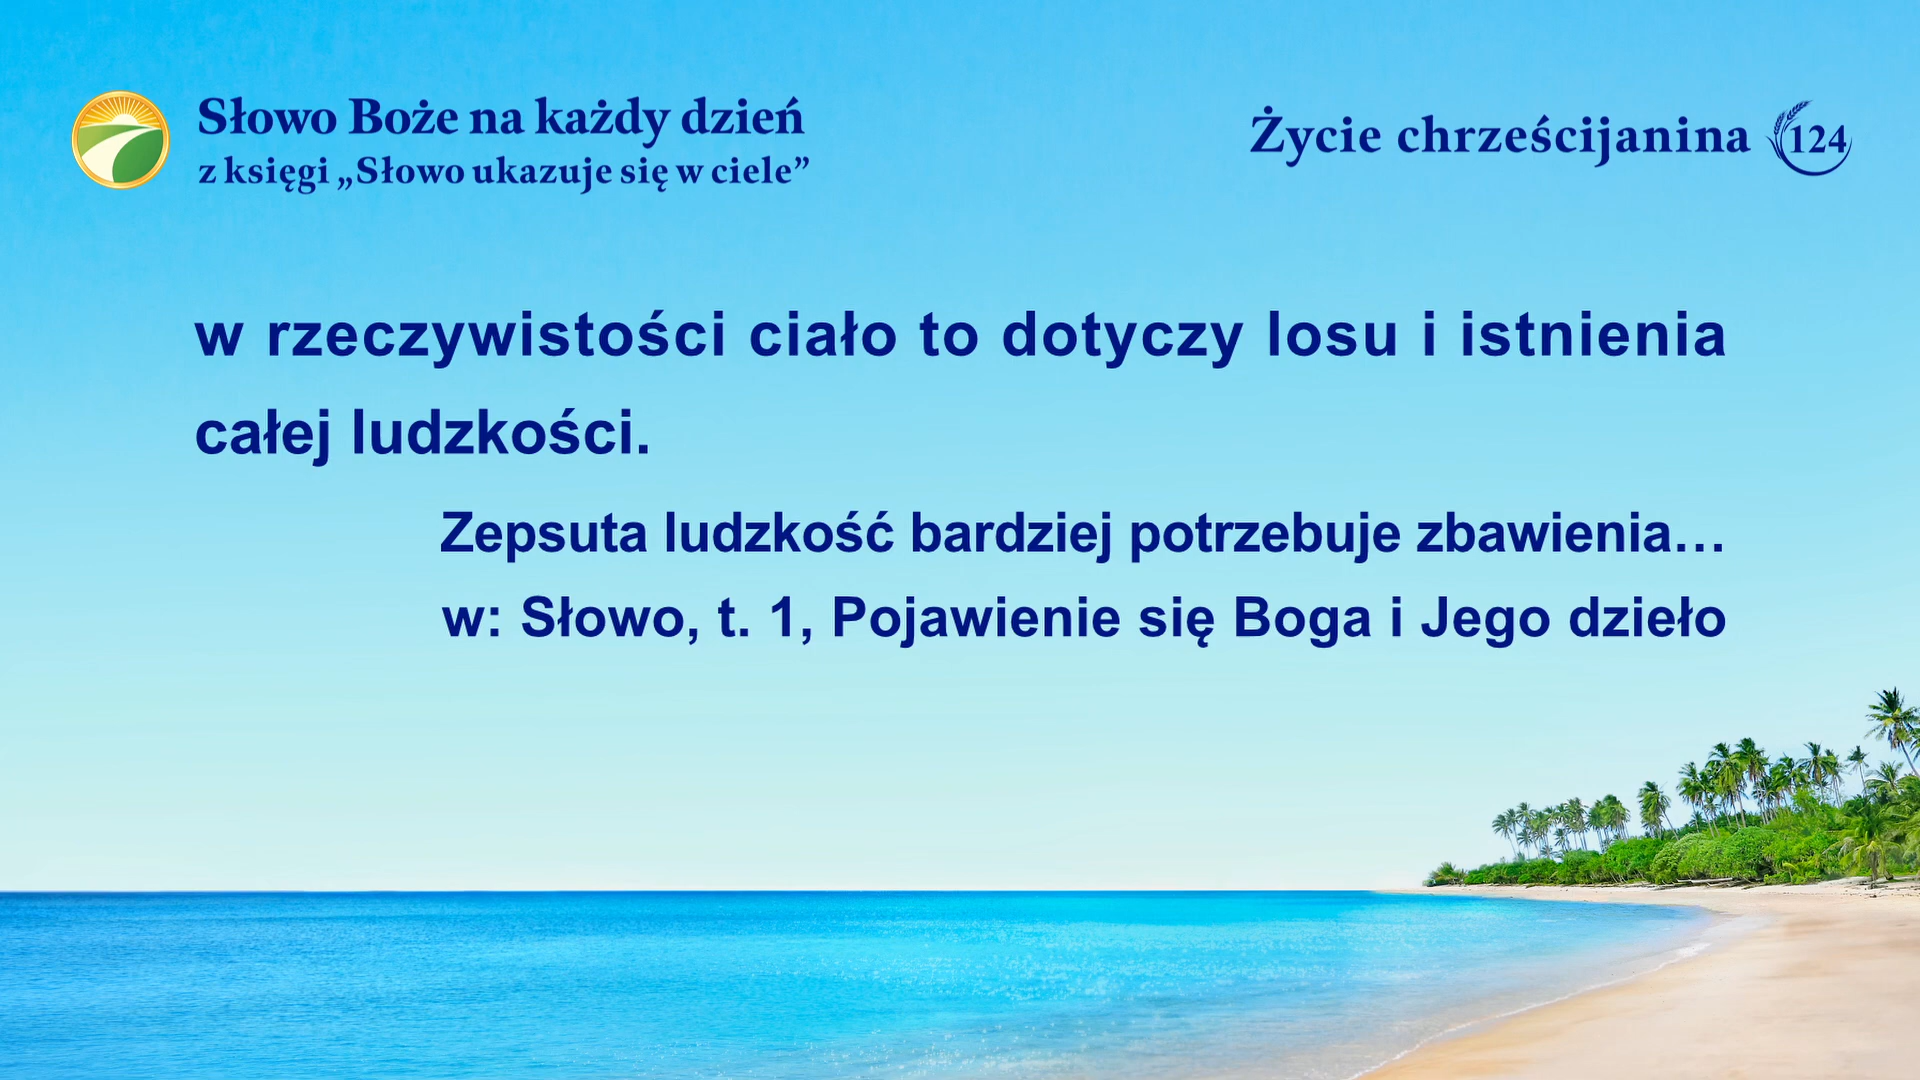 Słowo Boże na każdy dzień
z księgi „Słowo ukazuje się w ciele”
Życie chrześcijanina 124
w rzeczywistości ciało to dotyczy losu i istnienia
całej ludzkości.
Zepsuta ludzkość bardziej potrzebuje zbawienia…
w: Słowo, t. 1, Pojawienie się Boga i Jego dzieło